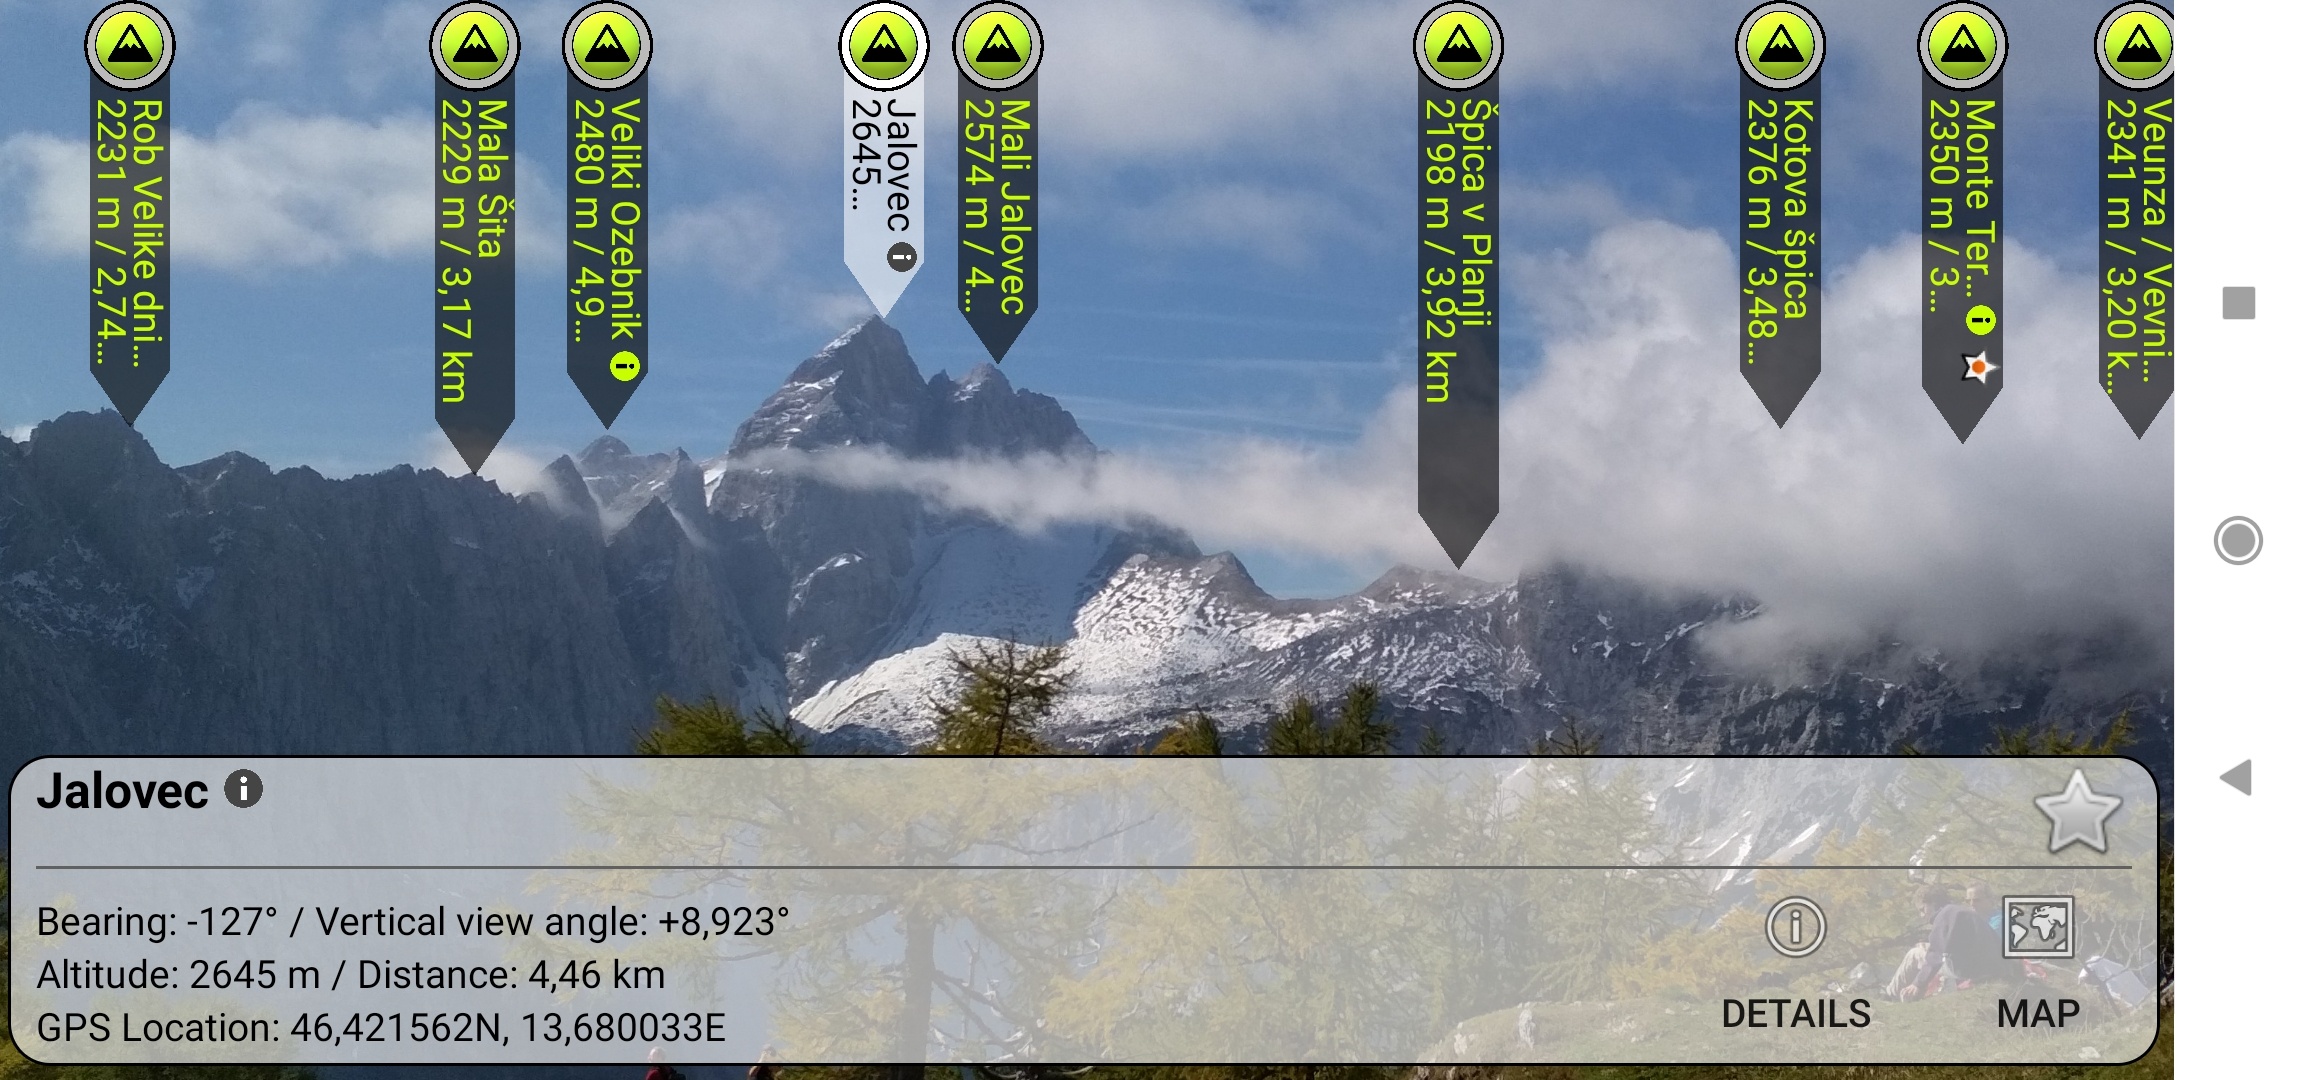 Rob Velike dni...
2231 m / 2,74...
Mala Šita
2229 m / 3,17 km
Veliki Ozebnik
2480 m / 4,9...
Jalovec
2645...
Mali Jalovec
2574 m / 4...
Špica v Planji
2198 m / 3,92 km
Kotova špica
2376 m / 3,48...
Monte Ter...
2350 m / 3...
Veunza / Vevni...
2341 m / 3,20 k...
Jalovec
Bearing: -127° / Vertical view angle: +8,923°
Altitude: 2645 m / Distance: 4,46 km
GPS Location: 46,421562N, 13,680033E
DETAILS
MAP